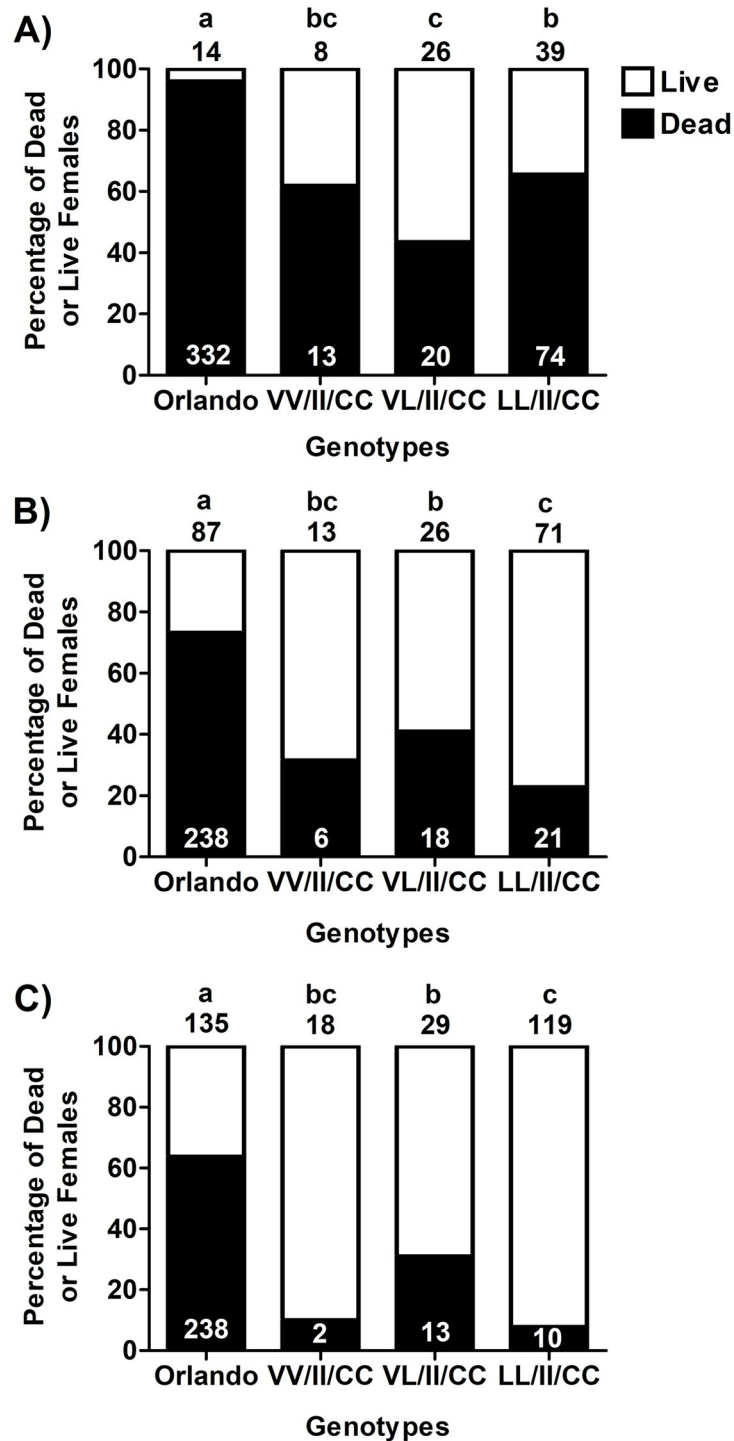 A)
a bc c b
14 8 26 39
Live
Dead
Percentage of Dead
or Live Females
100
80
60
40
20
0
332 13 20 74
Orlando VV/II/CC VL/II/CC LL/II/CC
Genotypes
B)
a bc b c
87 13 26 71
Percentage of Dead
or Live Females
100
80
60
40
20
0
238 6 18 21
Orlando VV/II/CC VL/II/CC LL/II/CC
Genotypes
C)
a bc b c
135 18 29 119
Percentage of Dead
or Live Females
100
80
60
40
20
0
238 2 13 10
Orlando VV/II/CC VL/II/CC LL/II/CC
Genotypes